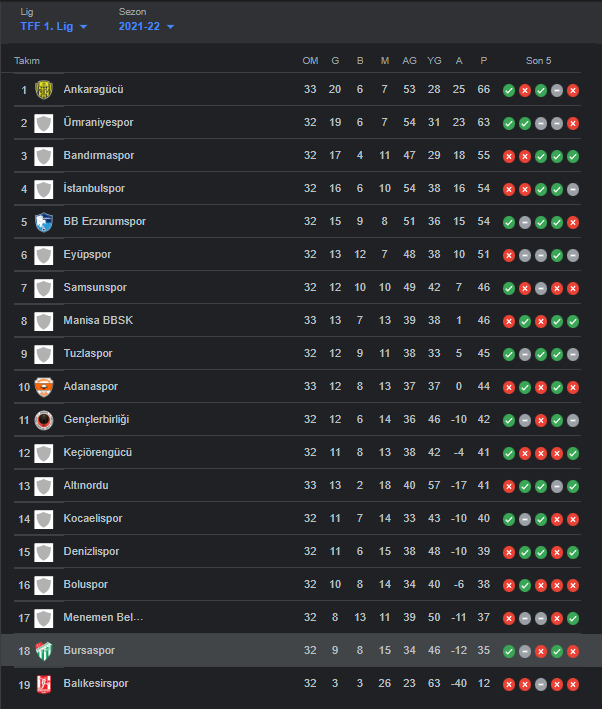 Lig Sezon
TFF 1. Lig 2021-22
Takım OM G B M AG YG A P Son 5
1 Ankaragücü 33 20 6 7 53 28 25 66
2 Ümraniyespor 32 19 6 7 54 31 23 63
3 Bandırmaspor 32 17 4 11 47 29 18 55
4 İstanbulspor 32 16 6 10 54 38 16 54
5 BB Erzurumspor 32 15 9 8 51 36 15 54
6 Eyüpspor 32 13 12 7 48 38 10 51
7 Samsunspor 32 12 10 10 49 42 7 46
8 Manisa BBSK 33 13 7 13 39 38 1 46
9 Tuzlaspor 32 12 9 11 38 33 5 45
10 Adanaspor 33 12 8 13 37 37 0 44
11 Gençlerbirliği 32 12 6 14 36 46 -10 42
12 Keçiörengücü 32 11 8 13 38 42 -4 41
13 Altınordu 33 13 2 18 40 57 -17 41
14 Kocaelispor 32 11 7 14 33 43 -10 40
15 Denizlispor 32 11 6 15 38 48 -10 39
16 Boluspor 32 10 8 14 34 40 -6 38
17 Menemen Bel... 32 8 13 11 39 50 -11 37
18 Bursaspor 32 9 8 15 34 46 -12 35
19 Balıkesirspor 32 3 3 26 23 63 -40 12